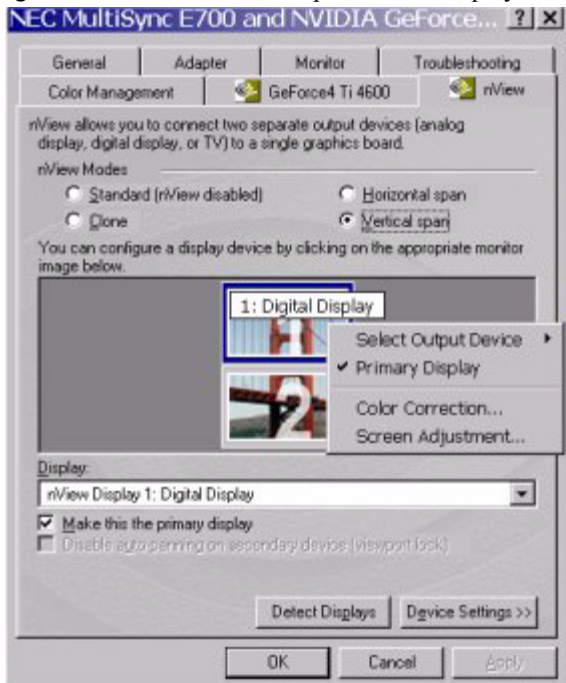 NEC MultiSync E700 and NVIDIA GeForce... ? ×
General Adapter Monitor Troubleshooting
Color Management GeForce4 Ti 4600 nView
nView allows you to connect two separate output devices (analog
display, digital display, or TV) to a single graphics board.
nView Modes
Standard (nView disabled) Horizontal span
Clone Vertical span
You can configure a display device by clicking on the appropriate monitor
image below.
1: Digital Display
1
Select Output Device
Primary Display
2
Color Correction...
Screen Adjustment...
Display:
nView Display 1: Digital Display
Make this the primary display
Disable auto panning on secondary device (viewport lock)
Detect Displays Device Settings >>
OK Cancel Apply